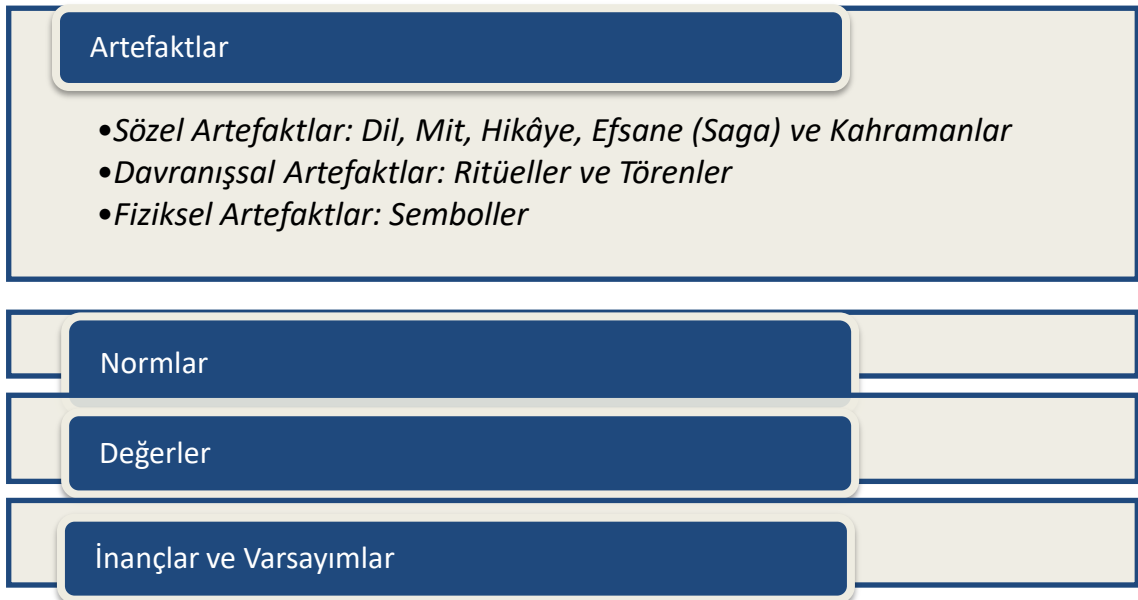 Artefaktlar
•Sözel Artefaktlar: Dil, Mit, Hikâye, Efsane (Saga) ve Kahramanlar
•Davranışsal Artefaktlar: Ritüeller ve Törenler
•Fiziksel Artefaktlar: Semboller
Normlar
Değerler
İnançlar ve Varsayımlar